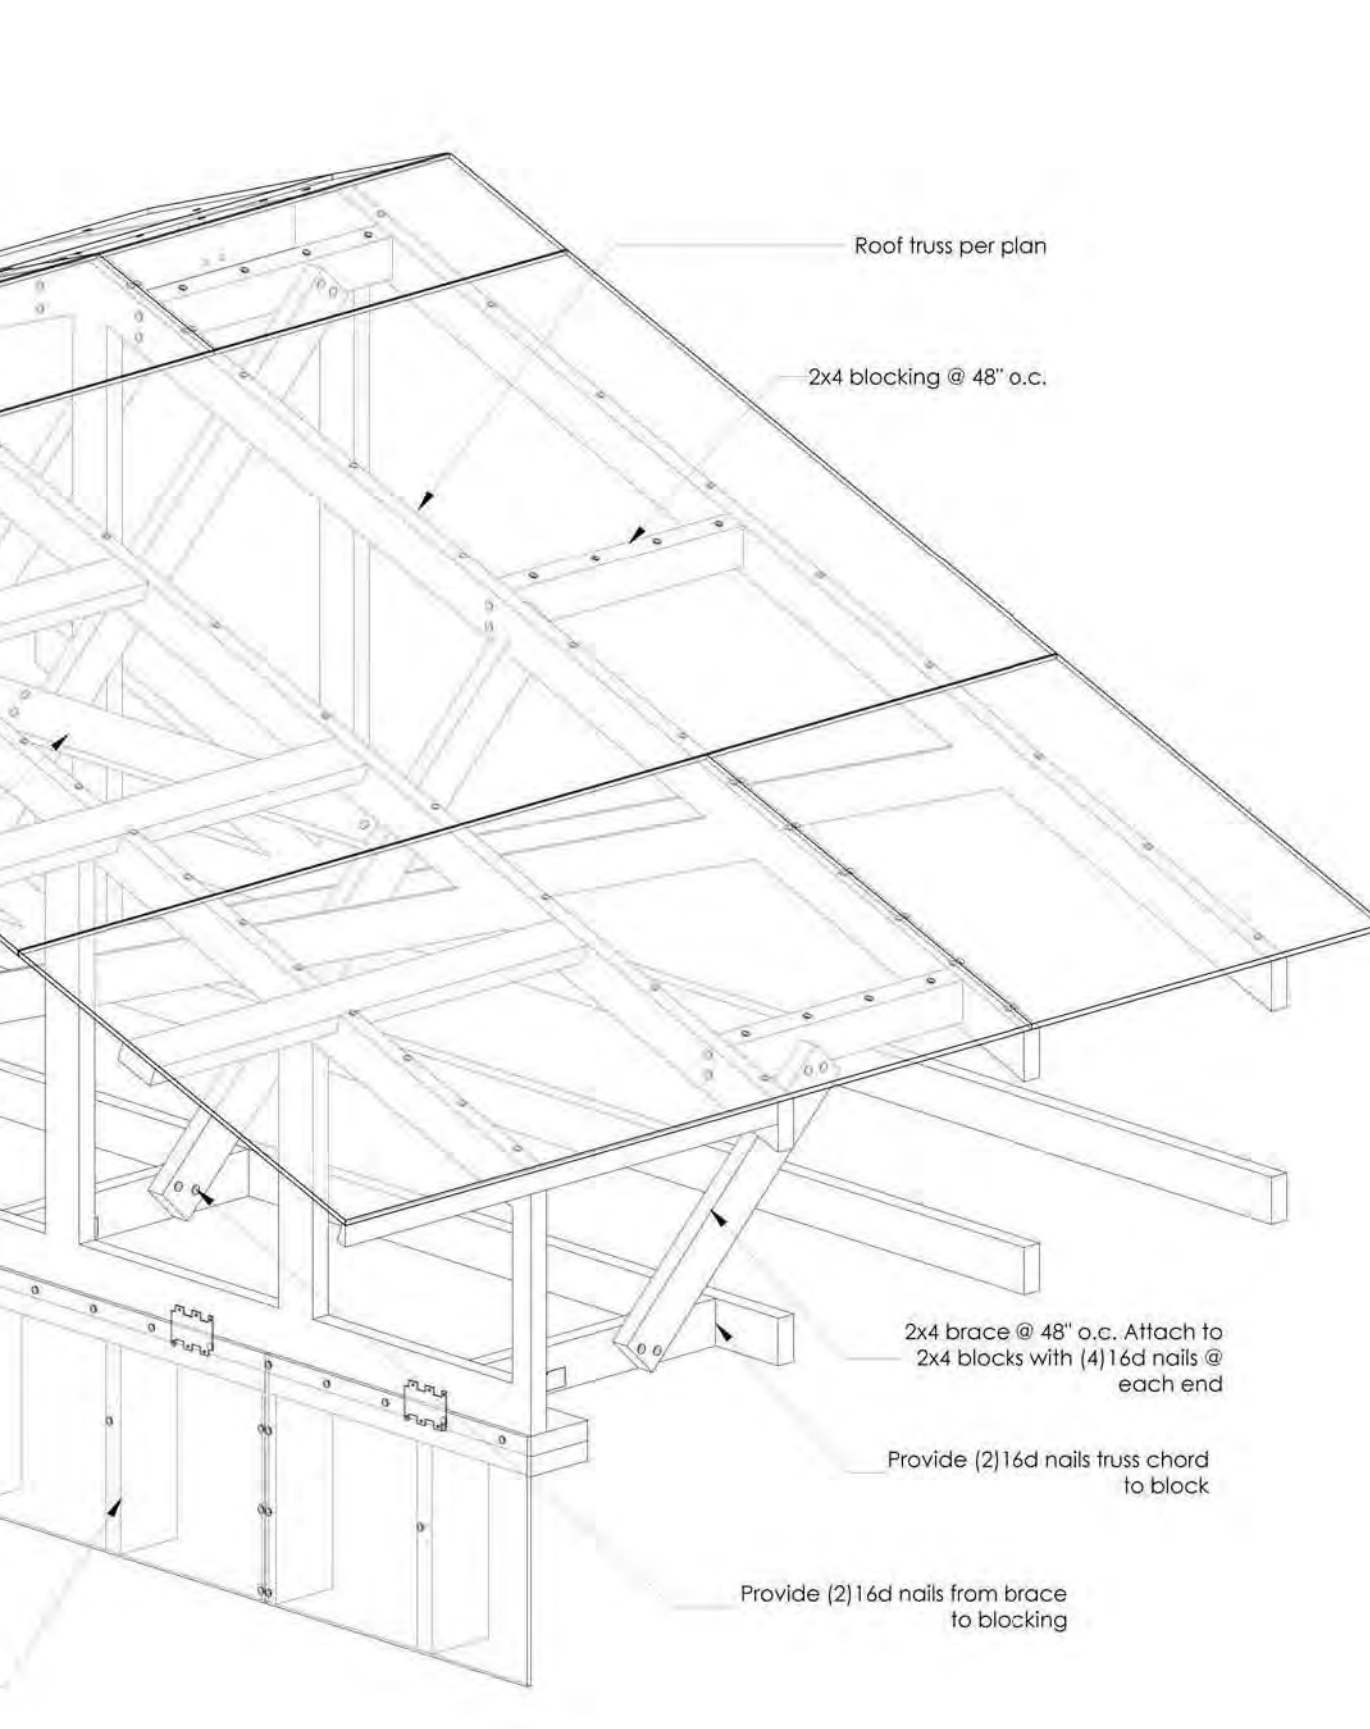 Roof truss per plan
2x4 blocking @ 48" o.c.
2x4 brace @ 48" o.c. Attach to
2x4 blocks with (4)16d nails @
each end
Provide (2)16d nails truss chord
to block
Provide (2)16d nails from brace
to blocking